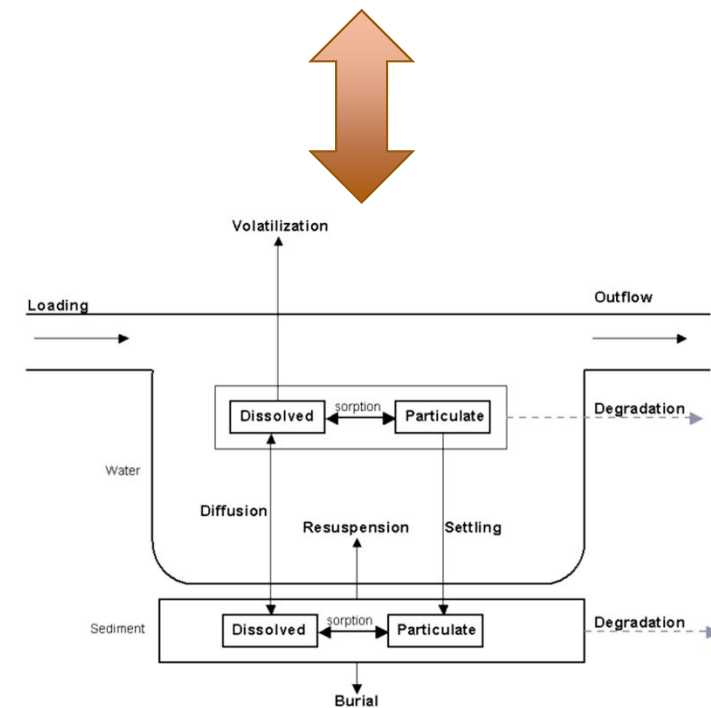 Volatilization
Loading
Outflow
Dissolved
sorption
Particulate
Degradation
Water
Diffusion
Resuspension
Settling
Sediment
Dissolved
sorption
Particulate
Degradation
Burial